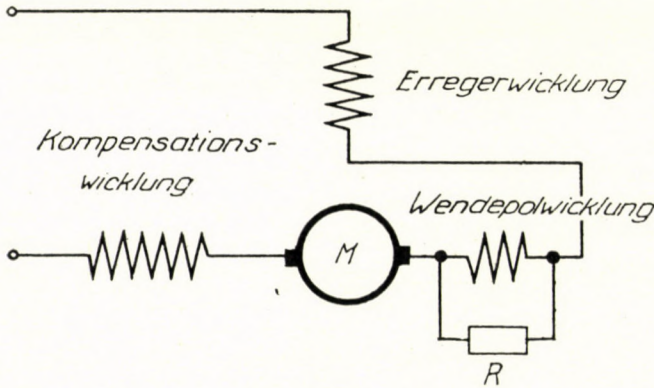 Erregerwicklung
Kompensations-
wicklung
Wendepolwicklung
M
R